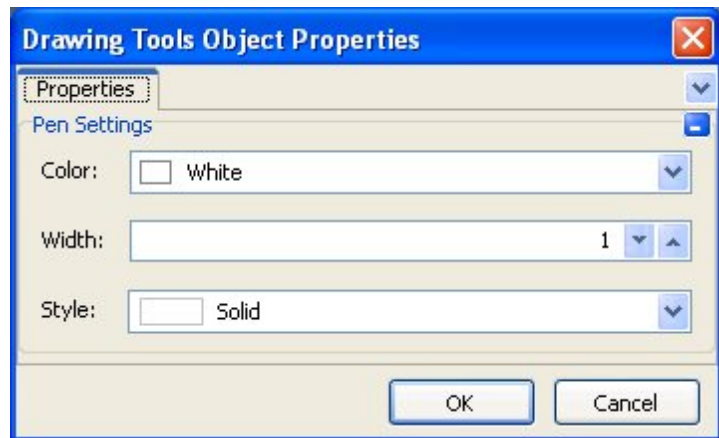 Drawing Tools Object Properties
Properties
Pen Settings
Color: White
Width: 1
Style: Solid
OK Cancel